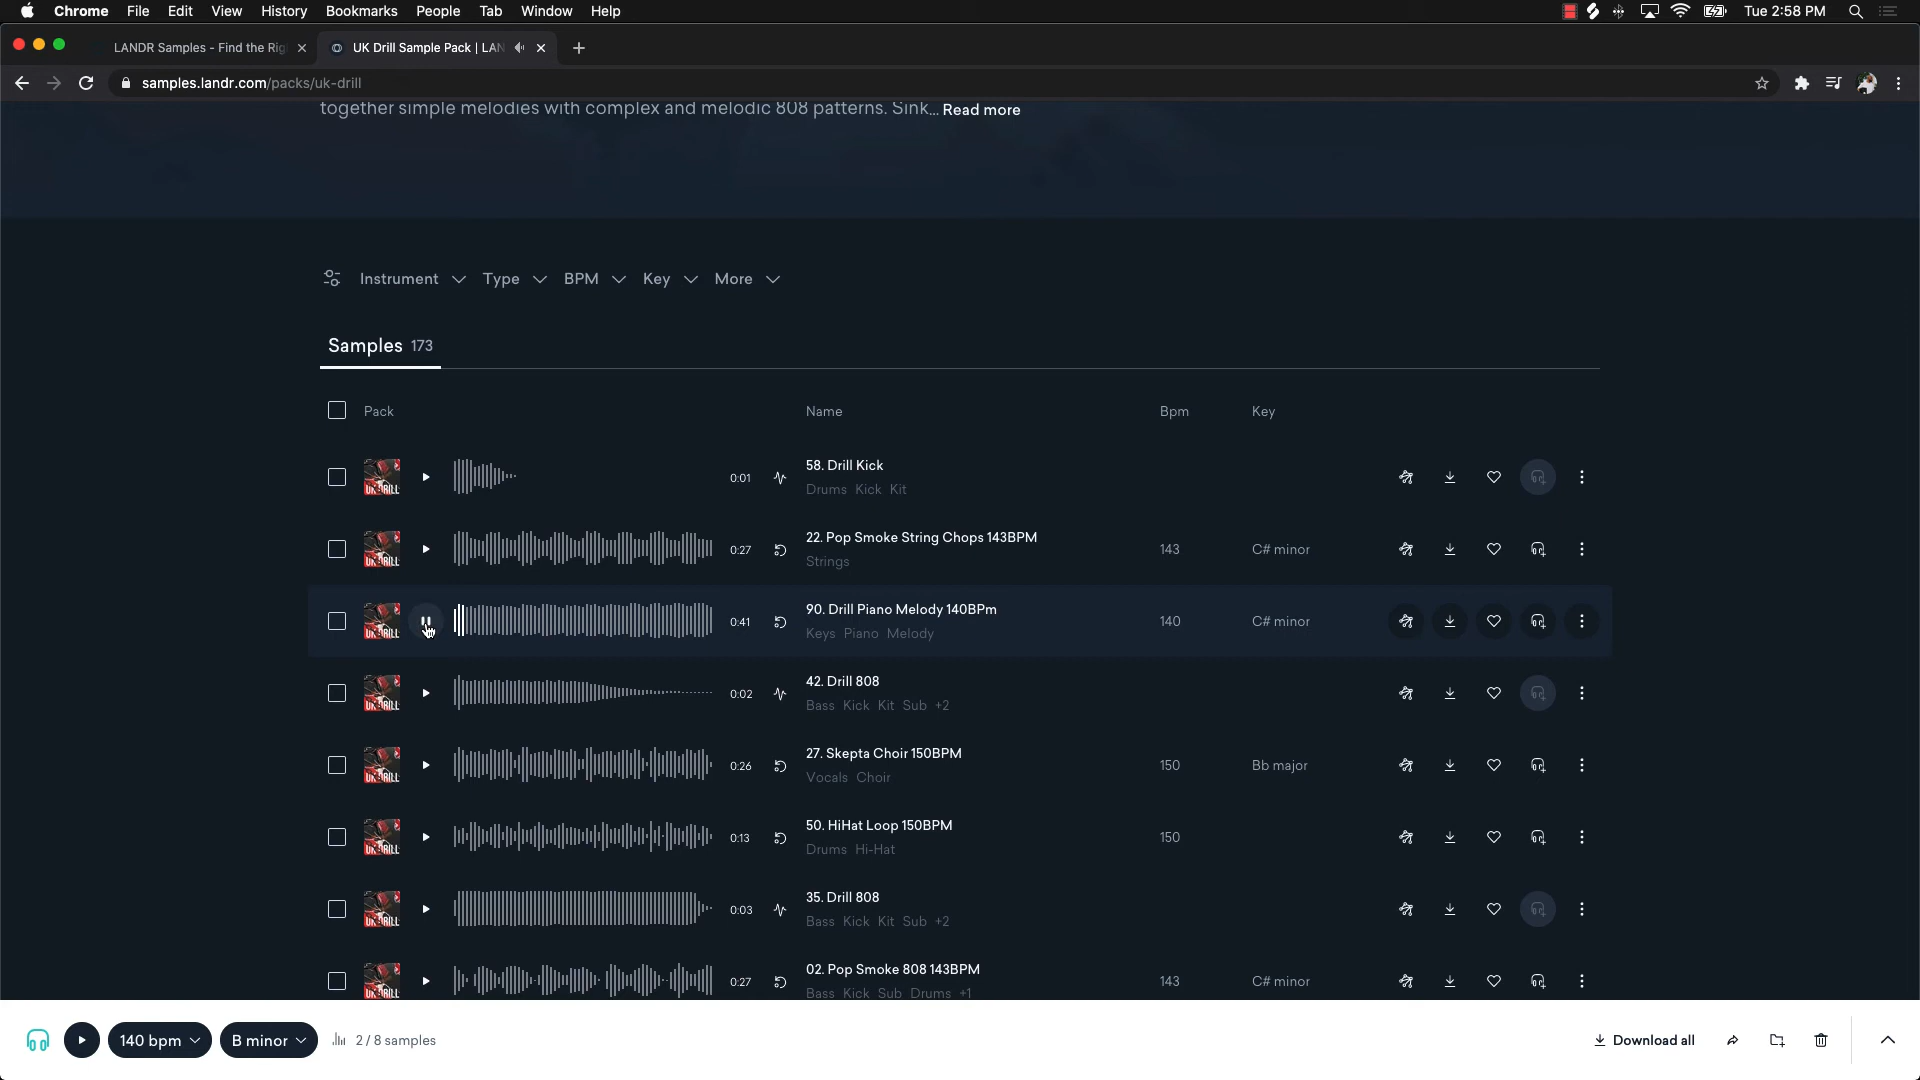 Chrome File Edit View History Bookmarks People Tab Window Help Tue 2:58 PM
LANDR Samples - Find the Rig UK Drill Sample Pack | LAN
samples.landr.com/packs/uk-drill
together simple melodies with complex and melodic 808 patterns. Sink... Read more
Instrument Type BPM Key More
Samples 173
Pack Name Bpm Key
58. Drill Kick
0:01
Drums Kick Kit
22. Pop Smoke String Chops 143BPM
0:27 143 C# minor
Strings
90. Drill Piano Melody 140BPm
0:41 140 C# minor
Keys Piano Melody
42. Drill 808
0:02
Bass Kick Kit Sub +2
27. Skepta Choir 150BPM
0:26 150 Bb major
Vocals Choir
50. HiHat Loop 150BPM
0:13 150
Drums Hi-Hat
35. Drill 808
0:03
Bass Kick Kit Sub +2
02. Pop Smoke 808 143BPM
0:27 143 C# minor
Bass Kick Sub Drums +1
140 bpm B minor 2 / 8 samples Download all